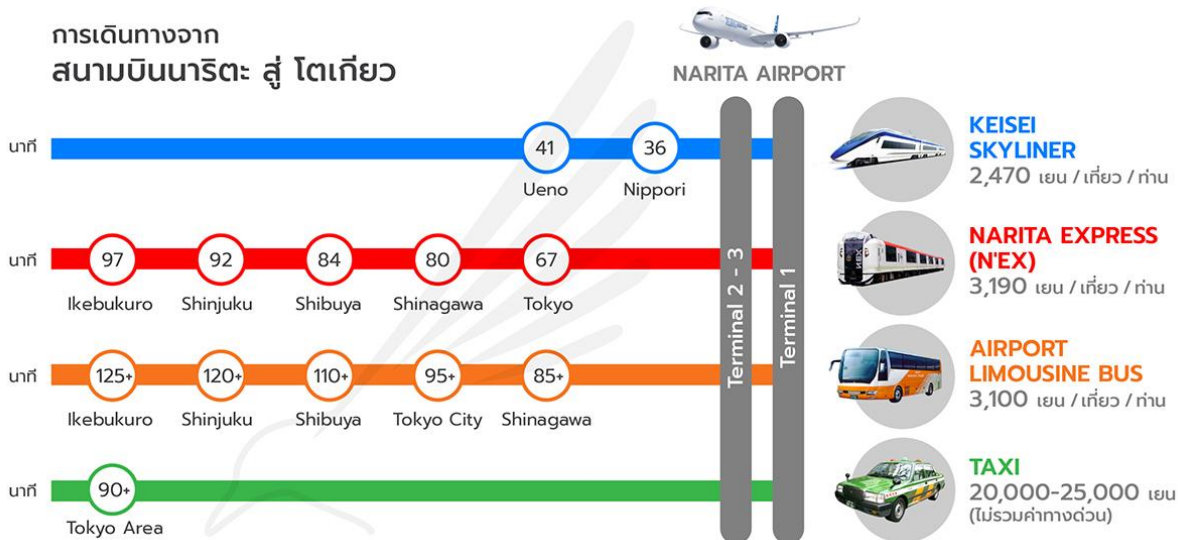 การเดินทางจาก
สนามบินนาริตะ สู่ โตเกียว
NARITA AIRPORT
Terminal 2 - 3
Terminal 1
นาที
41
36
Ueno
Nippori
KEISEI
SKYLINER
2,470 เยน / เที่ยว / ท่าน
นาที
97
92
84
80
67
Ikebukuro
Shinjuku
Shibuya
Shinagawa
Tokyo
NARITA EXPRESS
(N'EX)
3,190 เยน / เที่ยว / ท่าน
นาที
125+
120+
110+
95+
85+
Ikebukuro
Shinjuku
Shibuya
Tokyo City
Shinagawa
AIRPORT
LIMOUSINE BUS
3,100 เยน / เที่ยว / ท่าน
นาที
90+
Tokyo Area
TAXI
20,000-25,000 เยน
(ไม่รวมค่าทางด่วน)